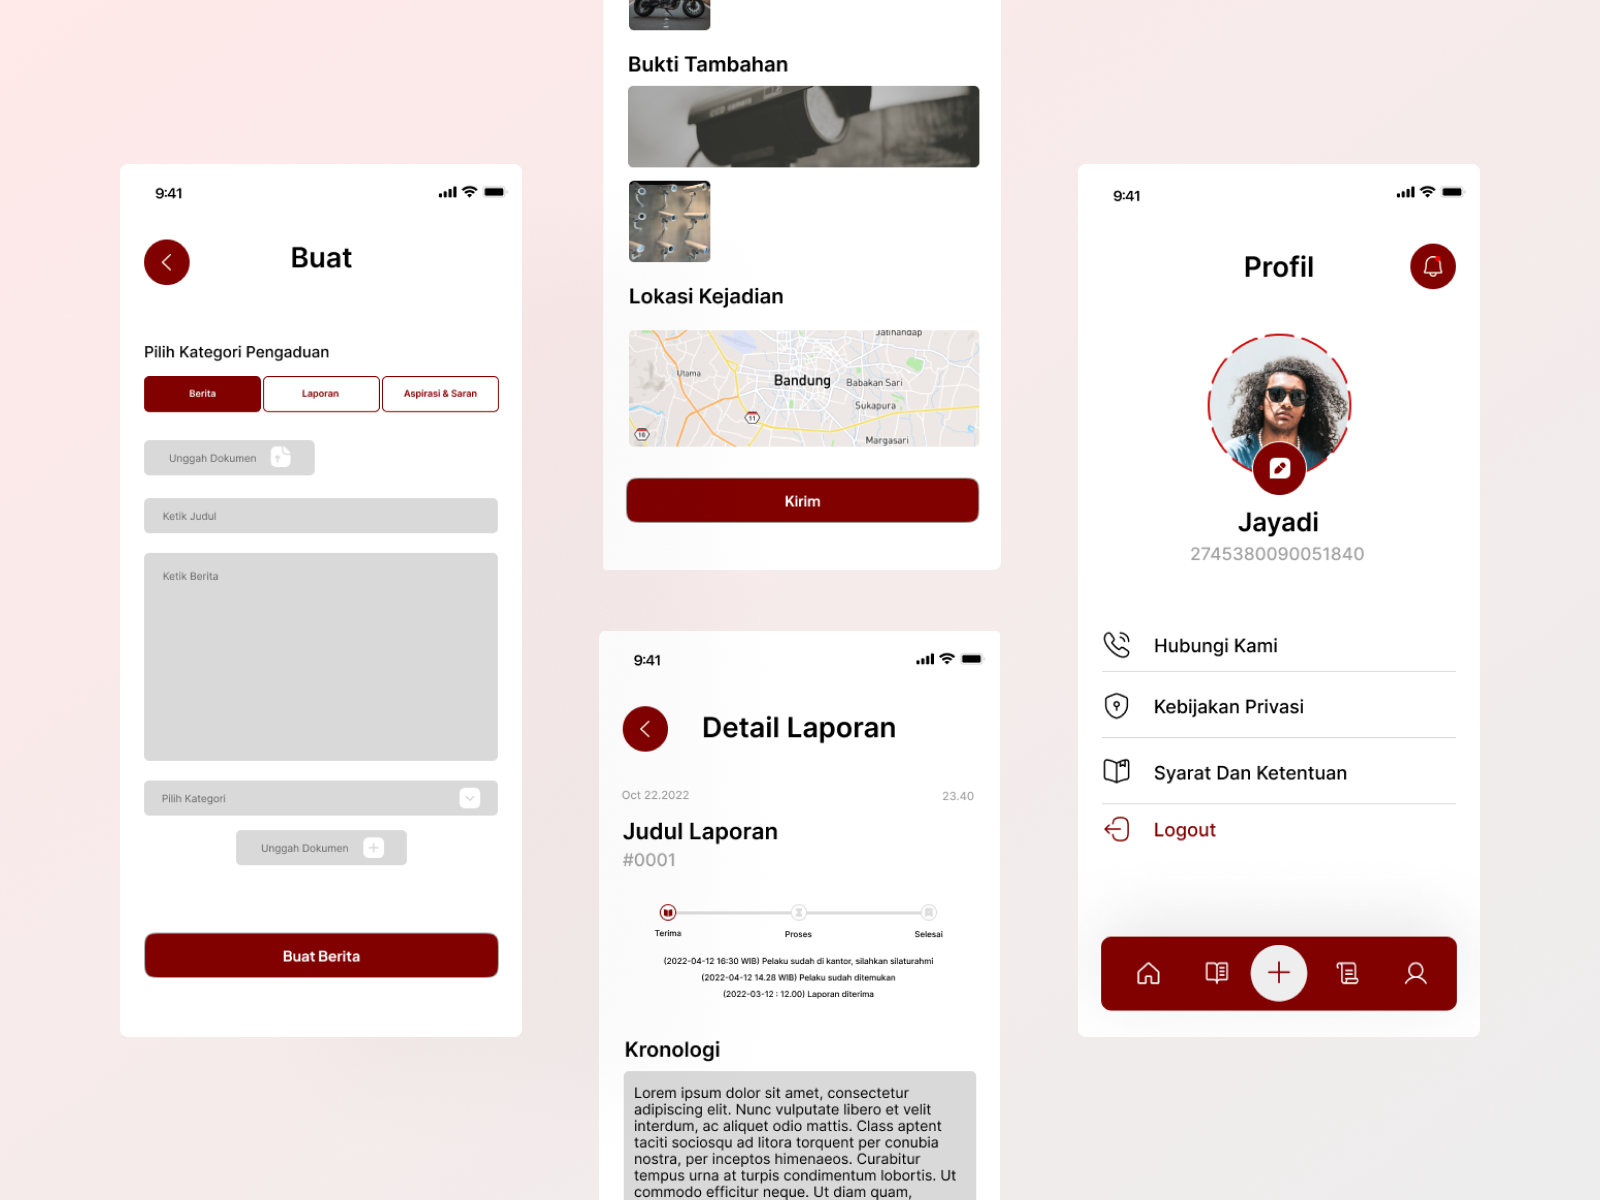 9:41
Buat
Pilih Kategori Pengaduan
Berita
Laporan
Aspirasi & Saran
Unggah Dokumen
Ketik Judul
Ketik Berita
Pilih Kategori
Unggah Dokumen
Buat Berita
Bukti Tambahan
CCD camera
Lokasi Kejadian
Jatihandap
Utama
Bandung
Babakan Sari
Sukapura
11
10
Margasari
Kirim
9:41
Detail Laporan
Oct 22.2022
23.40
Judul Laporan
#0001
Terima
Proses
Selesai
(2022-04-12 16:30 WIB) Pelaku sudah di kantor, silahkan silaturahmi
(2022-04-12 14.28 WIB) Pelaku sudah ditemukan
(2022-03-12 : 12.00) Laporan diterima
Kronologi
Lorem ipsum dolor sit amet, consectetur
adipiscing elit. Nunc vulputate libero et velit
interdum, ac aliquet odio mattis. Class aptent
taciti sociosqu ad litora torquent per conubia
nostra, per inceptos himenaeos. Curabitur
tempus urna at turpis condimentum lobortis. Ut
commodo efficitur neque. Ut diam quam,
9:41
Profil
Jayadi
2745380090051840
Hubungi Kami
Kebijakan Privasi
Syarat Dan Ketentuan
Logout